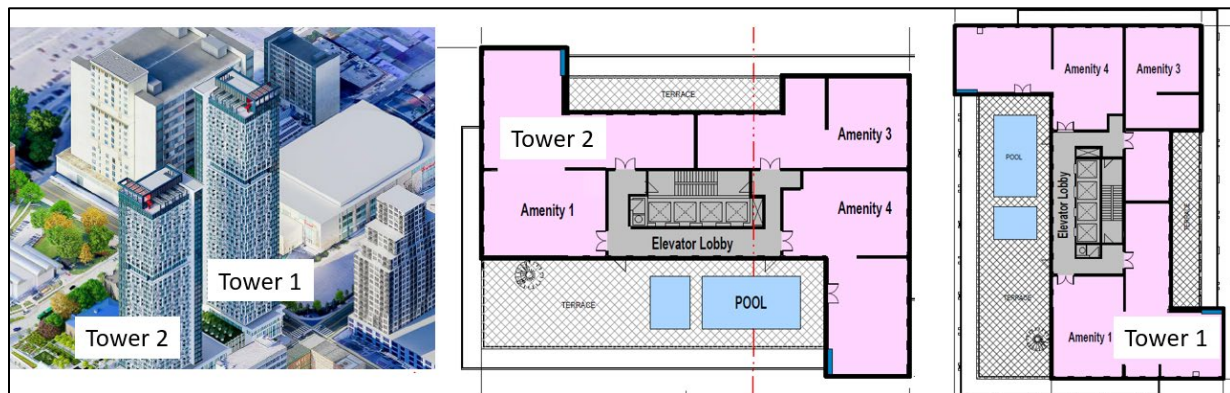 Tower 1
Tower 2
TERRACE
Tower 2
Amenity 3
Amenity 1
Amenity 4
Elevator Lobby
TERRACE
POOL
Amenity 4
Amenity 3
POOL
Elevator Lobby
TERRACE
TERRACE
Amenity 1
Tower 1